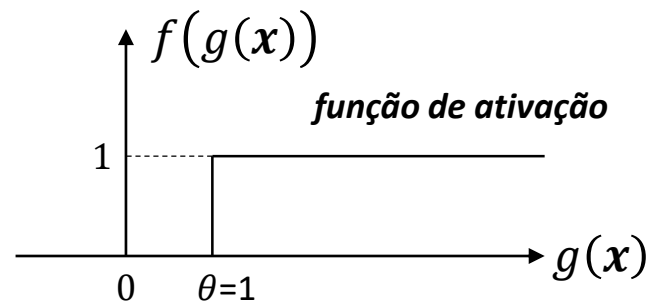 f(g(𝒙))
função de ativação
1
g(𝒙)
0 θ=1